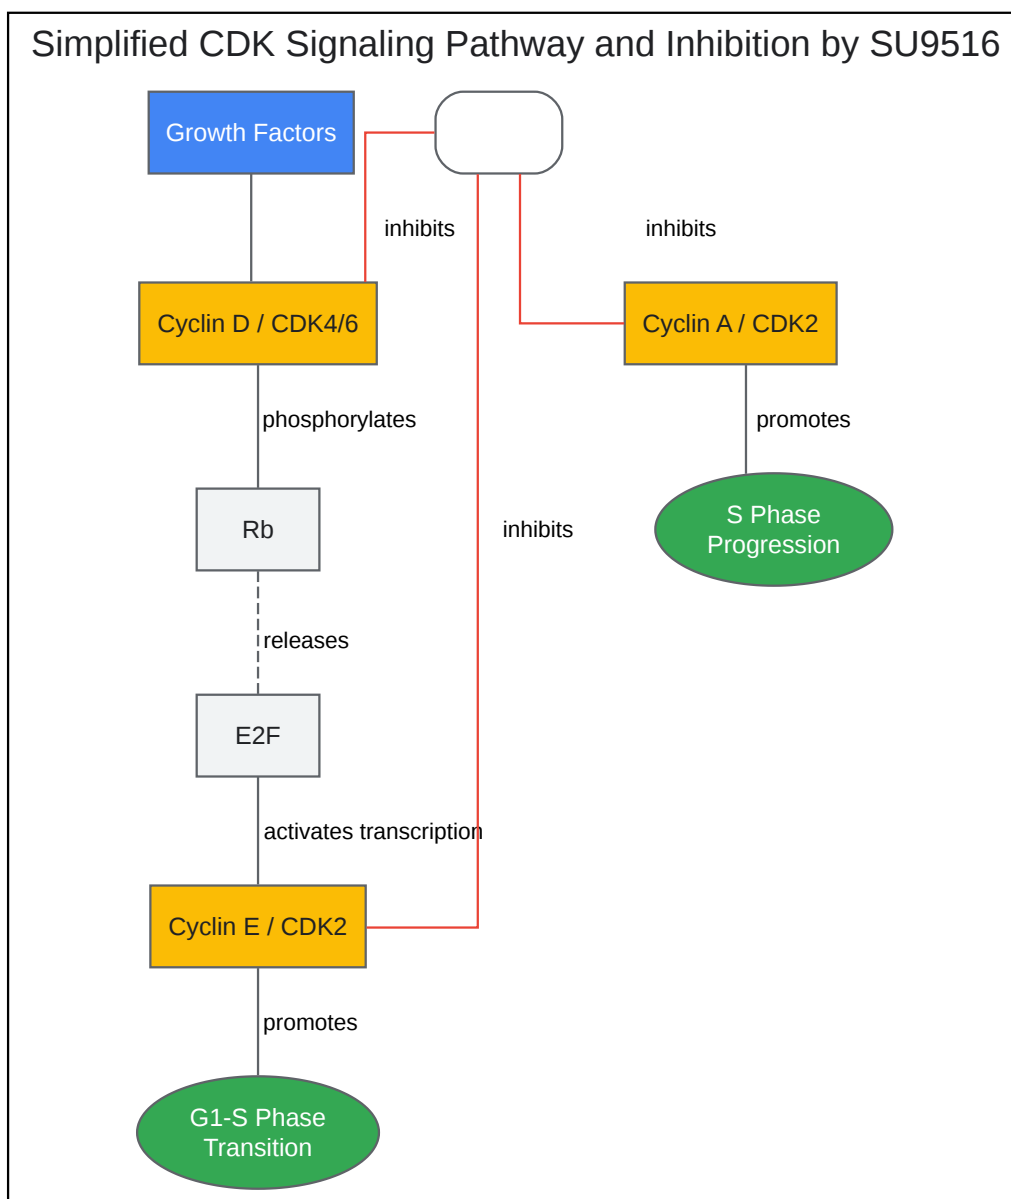 Simplified CDK Signaling Pathway and Inhibition by SU9516
Growth Factors
inhibits
inhibits
Cyclin D / CDK4/6
Cyclin A / CDK2
phosphorylates
promotes
Rb
inhibits
S Phase
Progression
releases
E2F
activates transcription
Cyclin E / CDK2
promotes
G1-S Phase
Transition